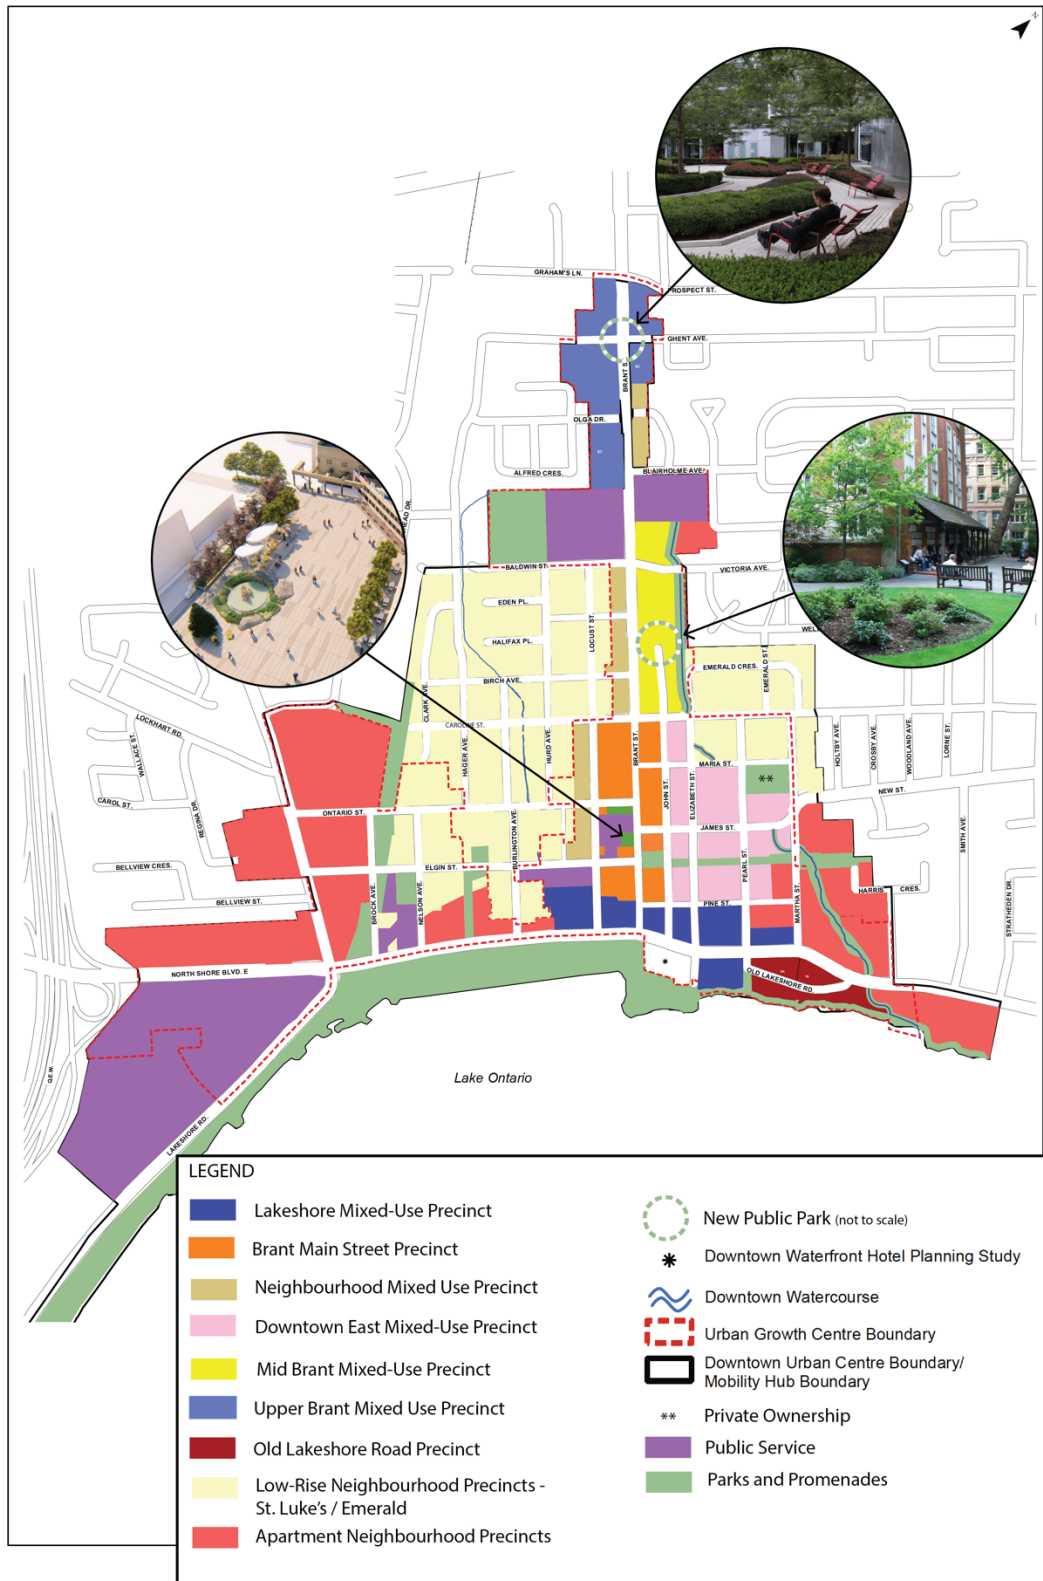 N
GRAHAM'S LN.
PROSPECT ST.
GHENT AVE.
BRANT S
OLGA DR.
ALFRED CRES.
BLAIRHOLME AVE.
EAD DR.
BALDWIN ST.
VICTORIA AVE.
EDEN PL.
LOCUST ST.
HALIFAX PL.
WELL
EMERALD ST.
EMERALD CRES.
BIRCH AVE.
CLARK AVE.
CAROLINE ST.
LOCKHART RD.
WALLACE ST.
HAGER AVE.
HURD AVE.
BRANT ST.
JOHN ST.
ELIZABETH ST.
MARIA ST.
**
HOLTBY AVE.
CROSBY AVE.
WOODLAND AVE.
LORNE ST.
NEW ST.
CAROL ST.
REGINA DR.
ONTARIO ST.
JAMES ST.
BURLINGTON AVE.
SMITH AVE.
BELLVIEW CRES.
ELGIN ST.
PEARL ST.
MARTHA ST.
HARRIS CRES.
BELLVIEW ST.
BROCK AVE.
NELSON AVE.
PINE ST.
STRATHEDEN DR.
*
NORTH SHORE BLVD. E
OLD LAKESHORE RD.
Q.E.W.
Lake Ontario
LAKESHORE RD.
LEGEND
Lakeshore Mixed-Use Precinct
Brant Main Street Precinct
Neighbourhood Mixed Use Precinct
Downtown East Mixed-Use Precinct
Mid Brant Mixed-Use Precinct
Upper Brant Mixed Use Precinct
Old Lakeshore Road Precinct
Low-Rise Neighbourhood Precincts -
St. Luke's / Emerald
Apartment Neighbourhood Precincts
New Public Park (not to scale)
* Downtown Waterfront Hotel Planning Study
Downtown Watercourse
Urban Growth Centre Boundary
Downtown Urban Centre Boundary/
Mobility Hub Boundary
** Private Ownership
Public Service
Parks and Promenades